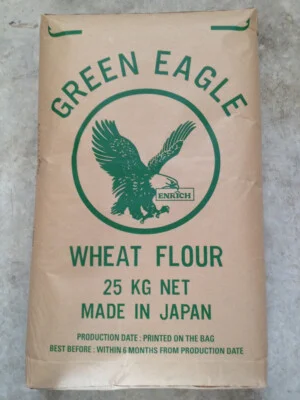 GREEN EAGLE
ENRICH
WHEAT FLOUR
25 KG NET
MADE IN JAPAN
PRODUCTION DATE : PRINTED ON THE BAG
BEST BEFORE : WITHIN 6 MONTHS FROM PRODUCTION DATE